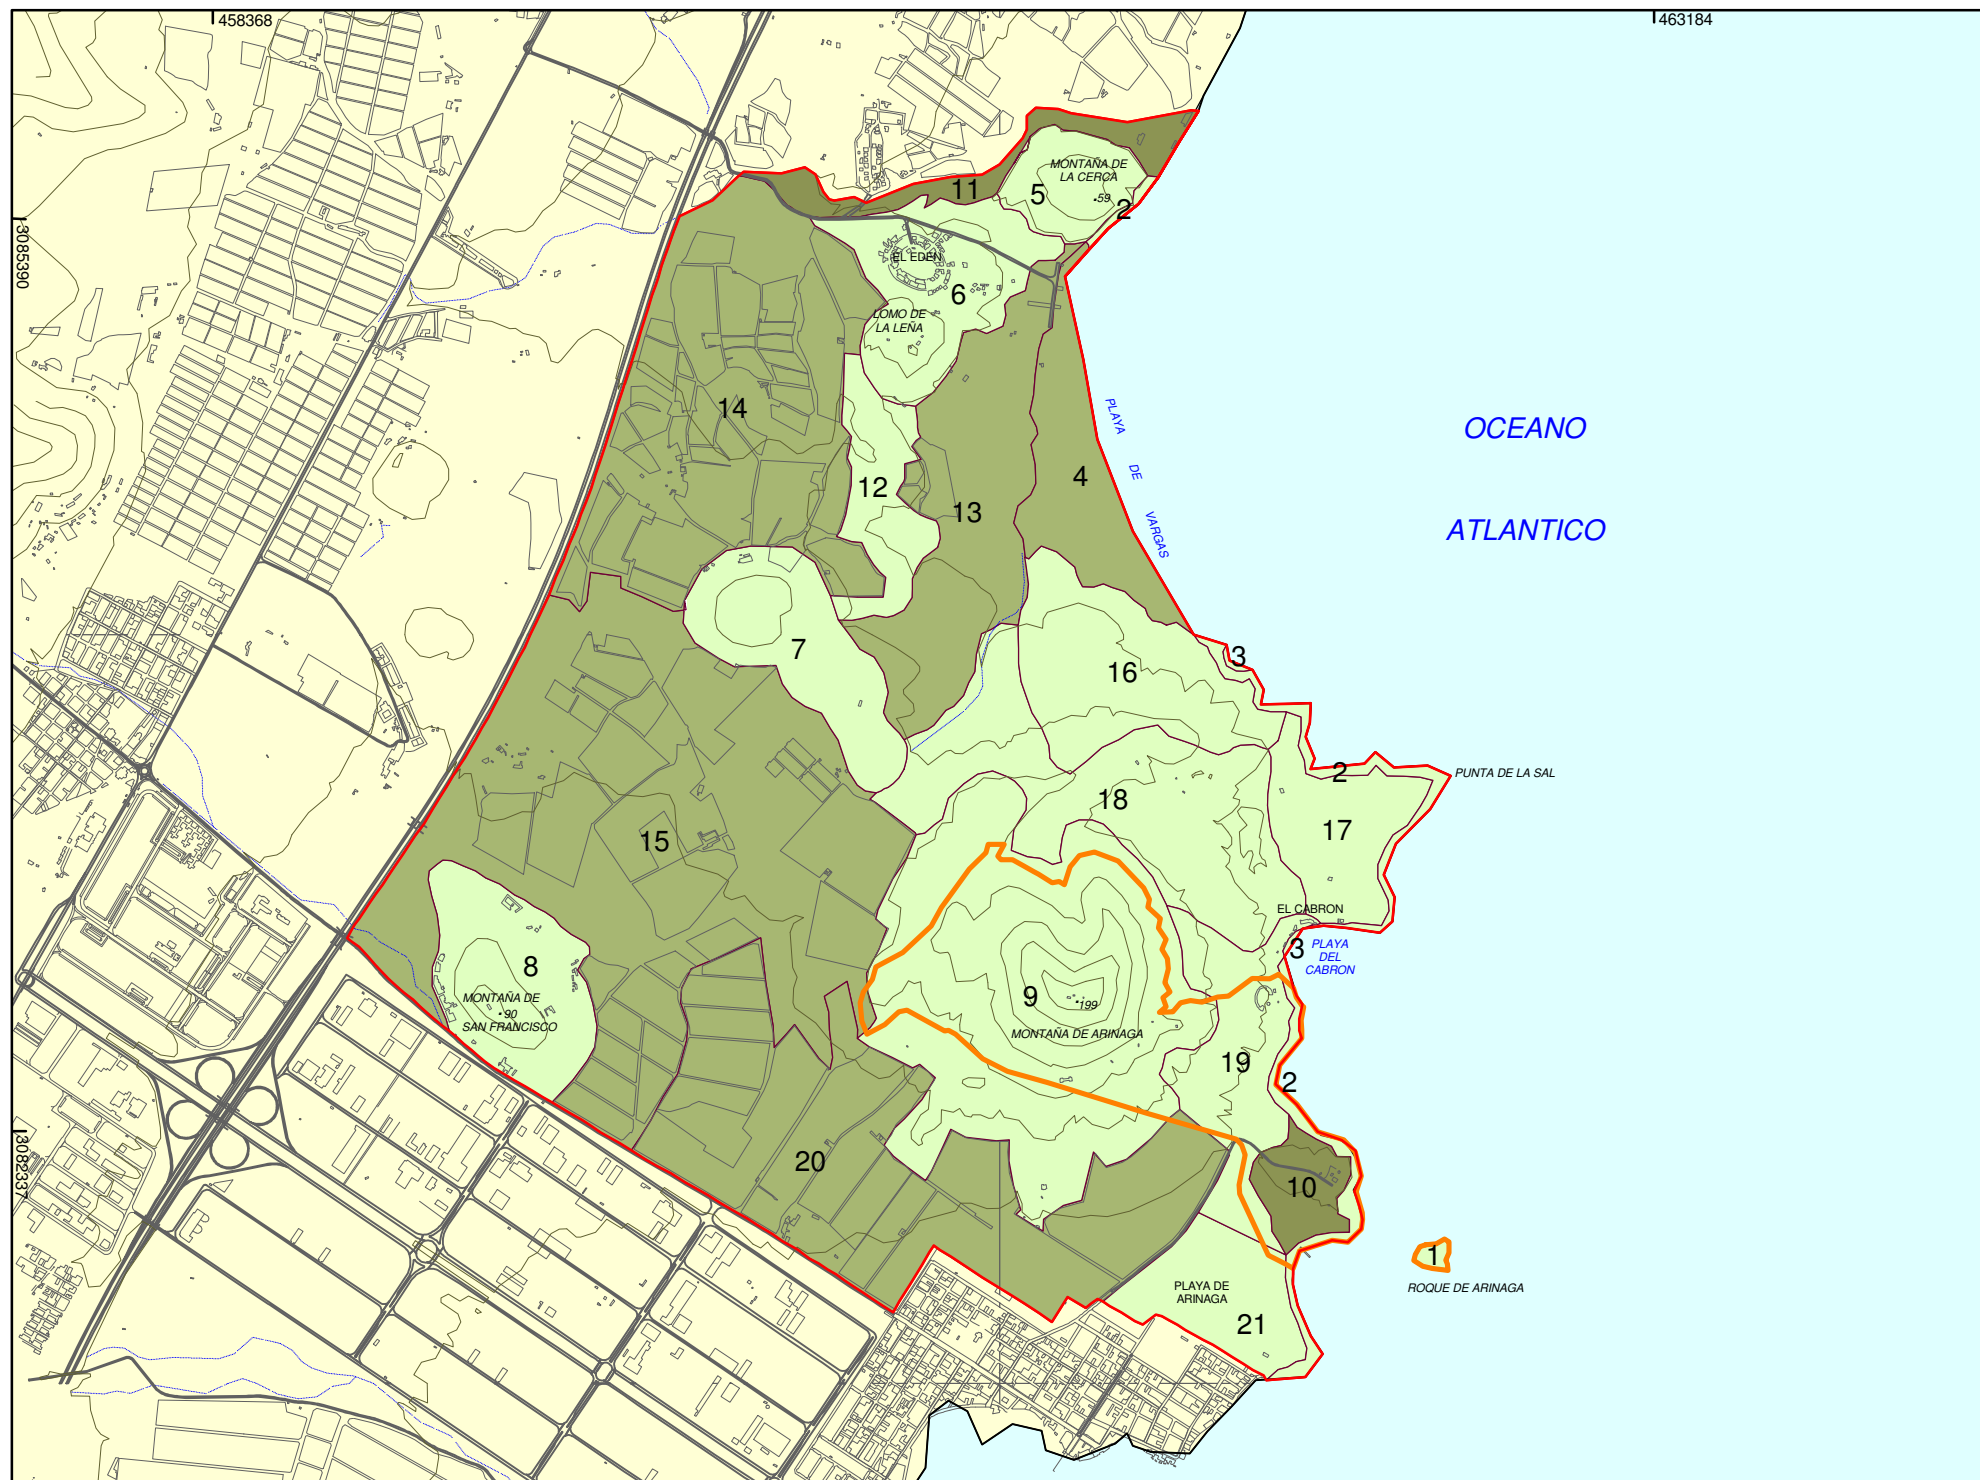 458368
463184
3085390
3082337
MONTAÑA DE
LA CERCA
59
5
2
11
EL EDEN
6
LOMO DE
LA LEÑA
14
12
13
4
PLAYA DE VARGAS
OCEANO
ATLANTICO
7
16
3
2
PUNTA DE LA SAL
18
17
15
EL CABRON
3
PLAYA
DEL
CABRON
8
MONTAÑA DE
90
SAN FRANCISCO
9
199
MONTAÑA DE ARINAGA
19
2
20
10
1
ROQUE DE ARINAGA
PLAYA DE
ARINAGA
21